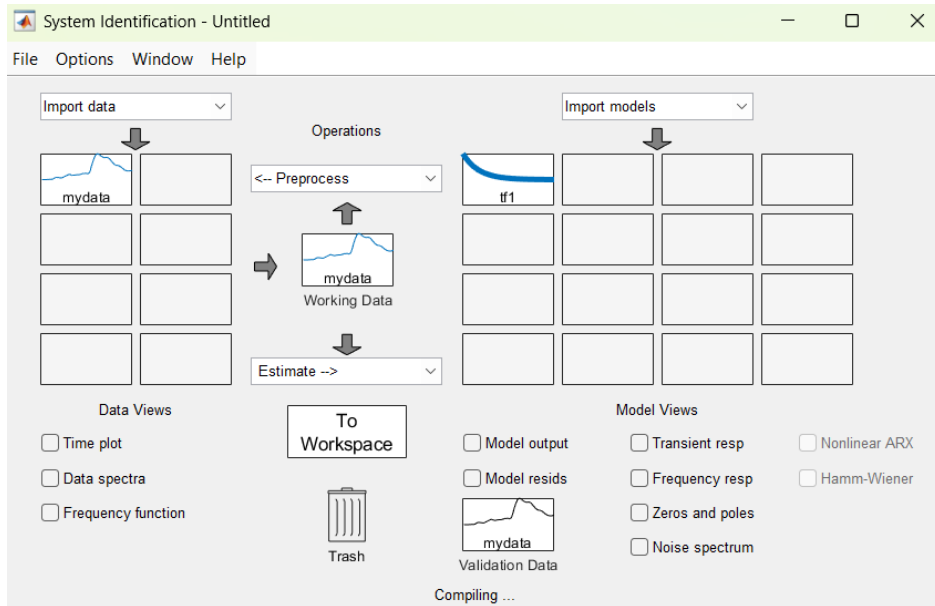 System Identification - Untitled
File Options Window Help
Import data
Import models
Operations
mydata
<-- Preprocess
tf1
mydata
Working Data
Estimate -->
Data Views
Model Views
To
Workspace
Time plot
Model output
Transient resp
Nonlinear ARX
Data spectra
Model resids
Frequency resp
Hamm-Wiener
Frequency function
Zeros and poles
mydata
Noise spectrum
Trash
Validation Data
Compiling ...